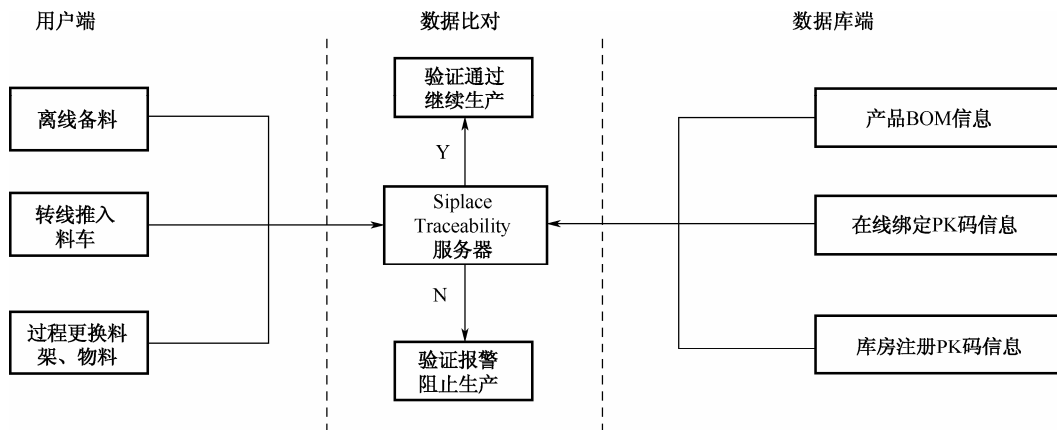 用户端
数据比对
数据库端
离线备料
转线推入
料车
过程更换料
架、物料
验证通过
继续生产
Y
Siplace
Traceability
服务器
N
验证报警
阻止生产
产品BOM信息
在线绑定PK码信息
库房注册PK码信息